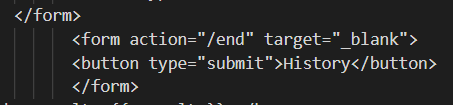 </form>
<form action="/end" target="_blank">
<button type="submit">History</button>
</form>